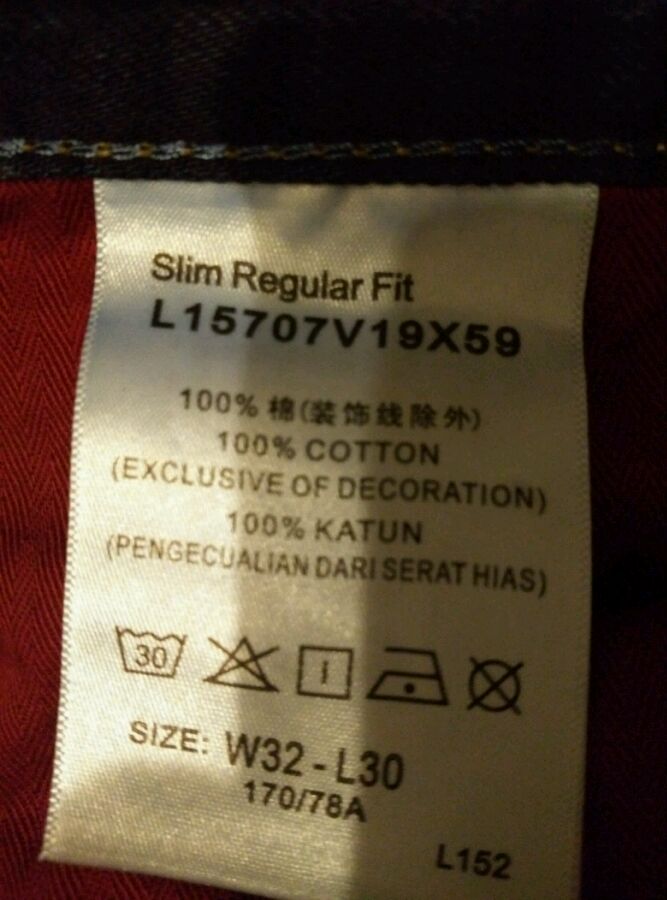 Slim Regular Fit
L15707V19X59
100% 棉(装饰线除外)
100% COTTON
(EXCLUSIVE OF DECORATION)
100% KATUN
(PENGECUALIAN DARI SERAT HIAS)
30
SIZE: W32 - L30
170/78A
L152